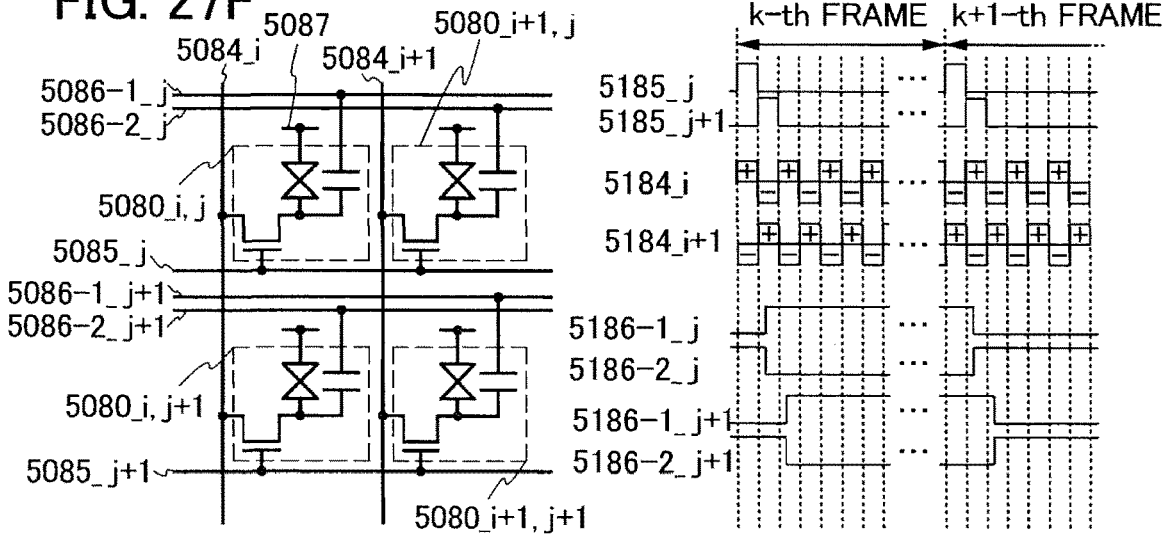 FIG. 27F
5087
5080_i+1, j
5084_i
5084_i+1
5086-1_j
5086-2_j
5080_i, j
5085_j
5086-1_j+1
5086-2_j+1
5080_i, j+1
5085_j+1
5080_i+1, j+1
k-th FRAME k+1-th FRAME
5185_j
5185_j+1
5184_i
+ - + - + - + - ... + - + - + -
5184_i+1
- + - + - + - ... + - + - + - +
5186-1_j
5186-2_j
5186-1_j+1
5186-2_j+1